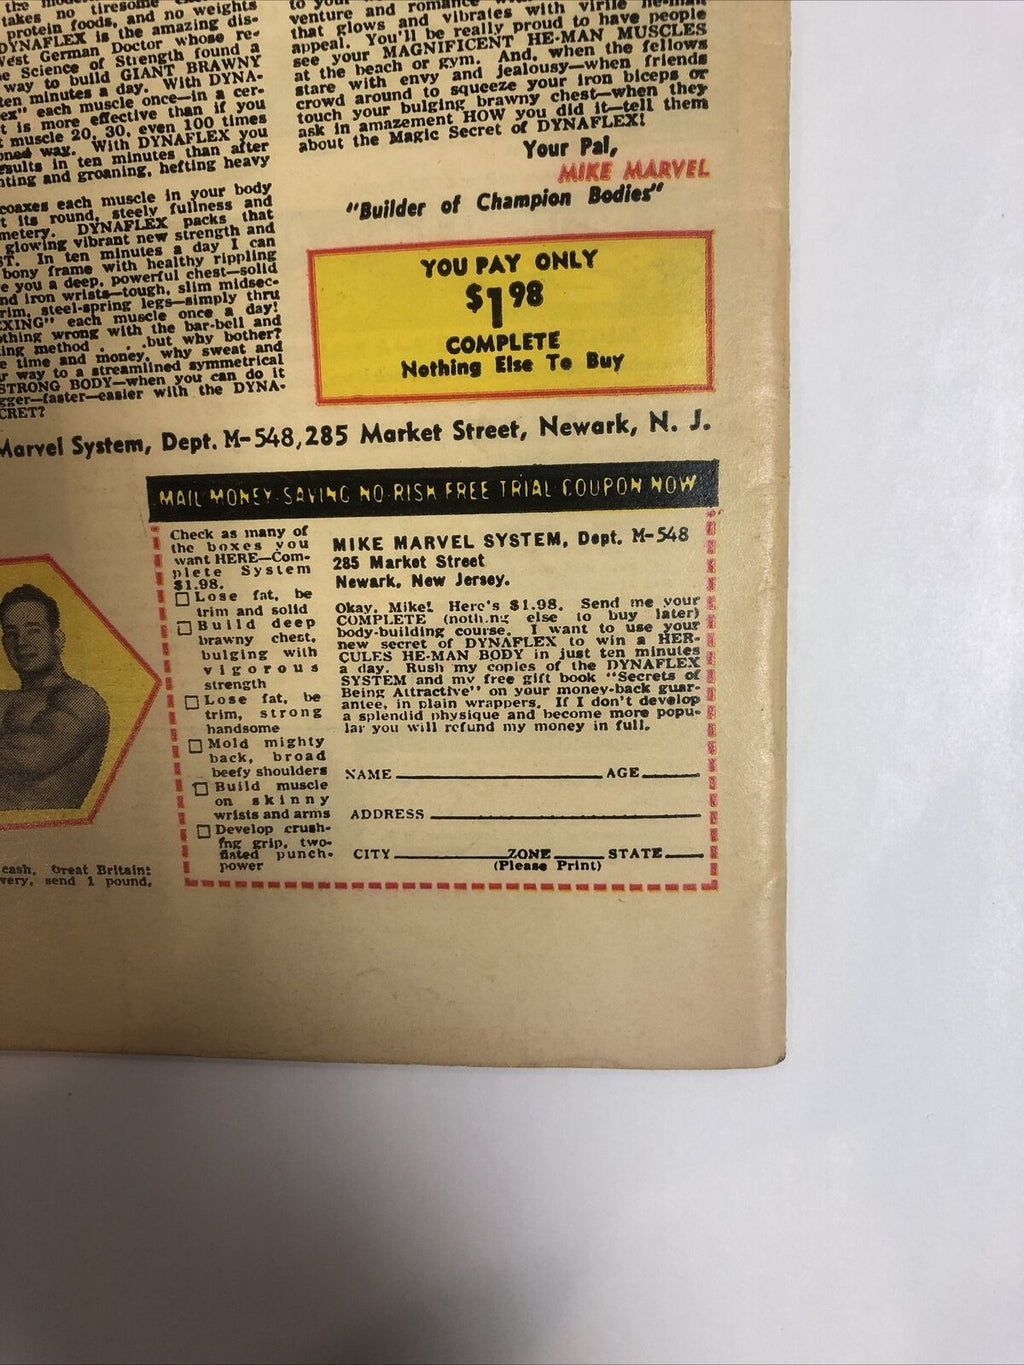 takes no tiresome
protein foods, and no weights
DYNAFLEX is the amazing dis-
West German Doctor whose re-
Science of Strength found a
way to build GIANT BRAWNY
ten minutes a day. With DYNA-
each muscle once—in a cer-
is more effective than if you
muscle 20, 30, even 100 times
way. With DYNAFLEX you
results in ten minutes than after
and groaning, hefting heavy
coaxes each muscle in your body
its round, steely fullness and
DYNAFLEX packs that
glowing vibrant new strength and
In ten minutes a day I can
bony frame with healthy rippling
you a deep, powerful chest—solid
iron wrists—tough, slim midsec-
steel-spring legs—simply thru
each muscle once a day!
wrong with the bar-bell and
method . . .but why bother?
time and money, why sweat and
way to a streamlined symmetrical
STRONG BODY—when you can do it
faster—easier with the DYNA-
CRET?
venture and romance
that glows and vibrates with virile he-man
appeal. You'll be really proud to have people
see your MAGNIFICENT HE-MAN MUSCLES
at the beach or gym. And, when the fellows
stare with envy and jealousy—when friends
crowd around to squeeze your iron biceps or
touch your bulging brawny chest—when they
ask in amazement HOW you did it—tell them
about the Magic Secret of DYNAFLEX!
Your Pal,
MIKE MARVEL
"Builder of Champion Bodies"
YOU PAY ONLY
$1.98
COMPLETE
Nothing Else To Buy
Marvel System, Dept. M-548,285 Market Street, Newark, N. J.
MAIL MONEY-SAVING NO-RISK FREE TRIAL COUPON NOW
Check as many of
the boxes you
want HERE—Com-
plete System
$1.98.
Lose fat, be
trim and solid
Build deep
brawny chest,
bulging with
vigorous
strength
Lose fat, be
trim, strong
handsome
Mold mighty
back, broad
beefy shoulders
Build muscle
on skinny
wrists and arms
Develop crush-
fng grip, two-
fisted punch-
power
MIKE MARVEL SYSTEM, Dept. M-548
285 Market Street
Newark, New Jersey.
Okay, Mike! Here's $1.98. Send me your
COMPLETE (noth.ng else to buy later)
body-building course. I want to use your
new secret of DYNAFLEX to win a HER-
CULES HE-MAN BODY in just ten minutes
a day. Rush my copies of the DYNAFLEX
SYSTEM and my free gift book "Secrets of
Being Attractive" on your money-back guar-
antee, in plain wrappers. If I don't develop
a splendid physique and become more popu-
lar you will refund my money in full.
NAME AGE
ADDRESS
CITY ZONE STATE
(Please Print)
cash. Great Britain:
send 1 pound,